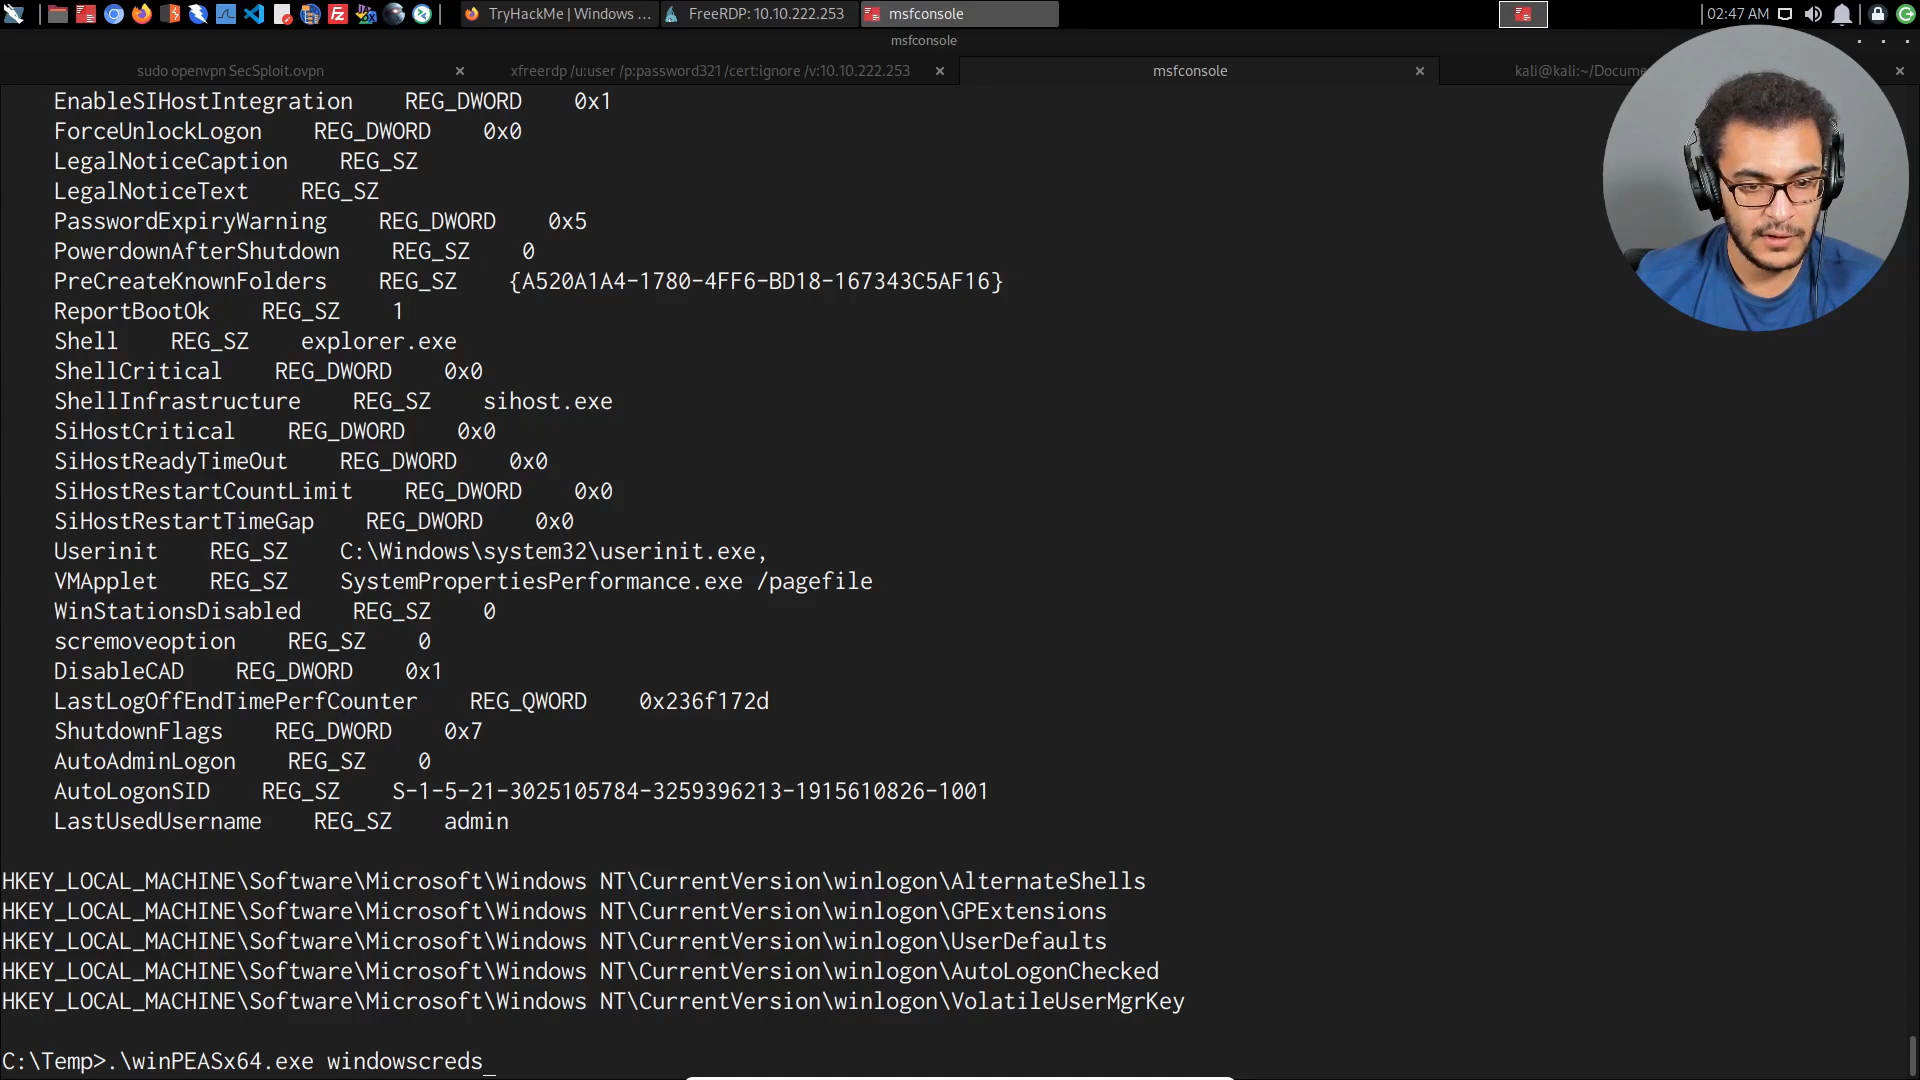 TryHackMe | Windows ...
FreeRDP: 10.10.222.253
msfconsole
02:47 AM
msfconsole
sudo openvpn SecSploit.ovpn
xfreerdp /u:user /p:password321 /cert:ignore /v:10.10.222.253
msfconsole
kali@kali:~/Docume
EnableSIHostIntegration REG_DWORD 0x1
ForceUnlockLogon REG_DWORD 0x0
LegalNoticeCaption REG_SZ
LegalNoticeText REG_SZ
PasswordExpiryWarning REG_DWORD 0x5
PowerdownAfterShutdown REG_SZ 0
PreCreateKnownFolders REG_SZ {A520A1A4-1780-4FF6-BD18-167343C5AF16}
ReportBootOk REG_SZ 1
Shell REG_SZ explorer.exe
ShellCritical REG_DWORD 0x0
ShellInfrastructure REG_SZ sihost.exe
SiHostCritical REG_DWORD 0x0
SiHostReadyTimeOut REG_DWORD 0x0
SiHostRestartCountLimit REG_DWORD 0x0
SiHostRestartTimeGap REG_DWORD 0x0
Userinit REG_SZ C:\Windows\system32\userinit.exe,
VMApplet REG_SZ SystemPropertiesPerformance.exe /pagefile
WinStationsDisabled REG_SZ 0
scremoveoption REG_SZ 0
DisableCAD REG_DWORD 0x1
LastLogOffEndTimePerfCounter REG_QWORD 0x236f172d
ShutdownFlags REG_DWORD 0x7
AutoAdminLogon REG_SZ 0
AutoLogonSID REG_SZ S-1-5-21-3025105784-3259396213-1915610826-1001
LastUsedUsername REG_SZ admin
HKEY_LOCAL_MACHINE\Software\Microsoft\Windows NT\CurrentVersion\winlogon\AlternateShells
HKEY_LOCAL_MACHINE\Software\Microsoft\Windows NT\CurrentVersion\winlogon\GPExtensions
HKEY_LOCAL_MACHINE\Software\Microsoft\Windows NT\CurrentVersion\winlogon\UserDefaults
HKEY_LOCAL_MACHINE\Software\Microsoft\Windows NT\CurrentVersion\winlogon\AutoLogonChecked
HKEY_LOCAL_MACHINE\Software\Microsoft\Windows NT\CurrentVersion\winlogon\VolatileUserMgrKey
C:\Temp>.\winPEASx64.exe windowscreds_